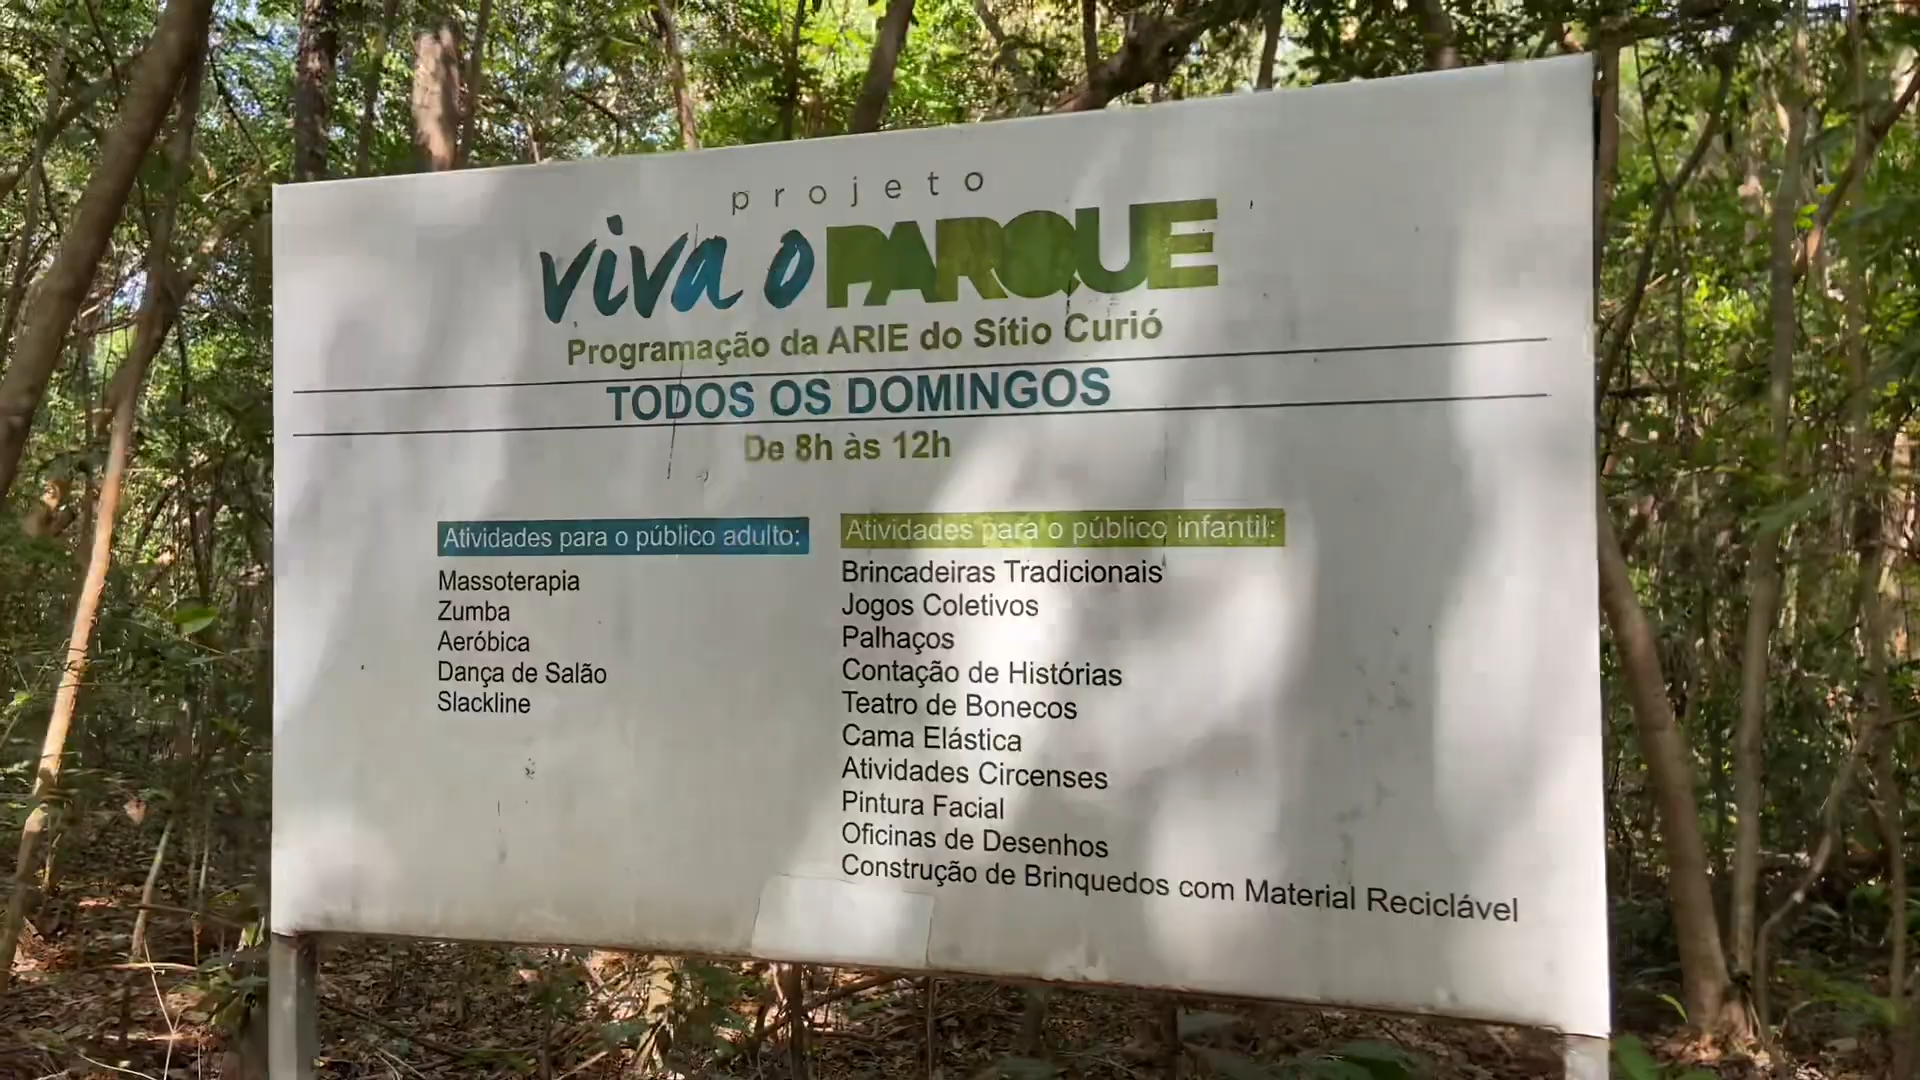 projeto
viva o PARQUE
Programação da ARIE do Sítio Curió
TODOS OS DOMINGOS
De 8h às 12h
Atividades para o público adulto:
Massoterapia
Zumba
Aeróbica
Dança de Salão
Slackline
Atividades para o público infantil:
Brincadeiras Tradicionais
Jogos Coletivos
Palhaços
Contação de Histórias
Teatro de Bonecos
Cama Elástica
Atividades Circenses
Pintura Facial
Oficinas de Desenhos
Construção de Brinquedos com Material Reciclável